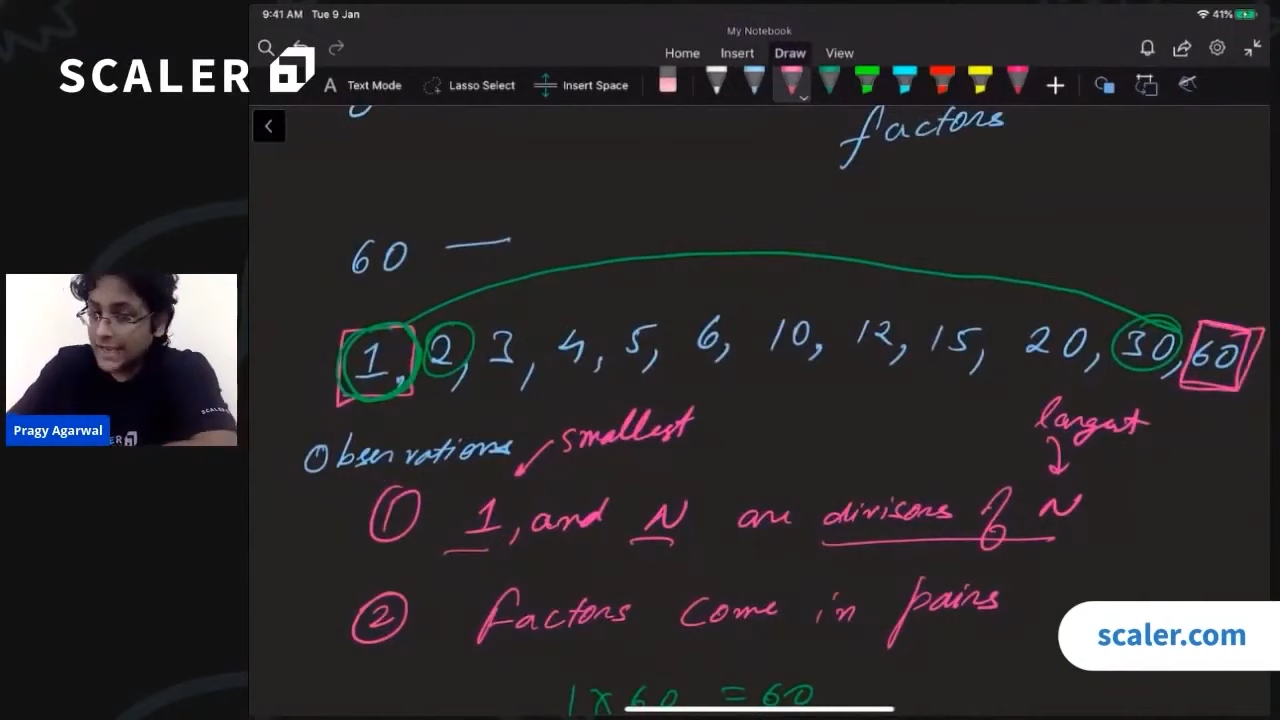 9:41 AM Tue 9 Jan
41%
My Notebook
Home Insert Draw View
SCALER
Text Mode Lasso Select Insert Space
factors
60 —
1, 2, 3, 4, 5, 6, 10, 12, 15, 20, 30, 60
smallest
largest
Observations
① 1, and N are divisors of N
② factors come in pairs
Pragy Agarwal
scaler.com
1 x 60 = 60